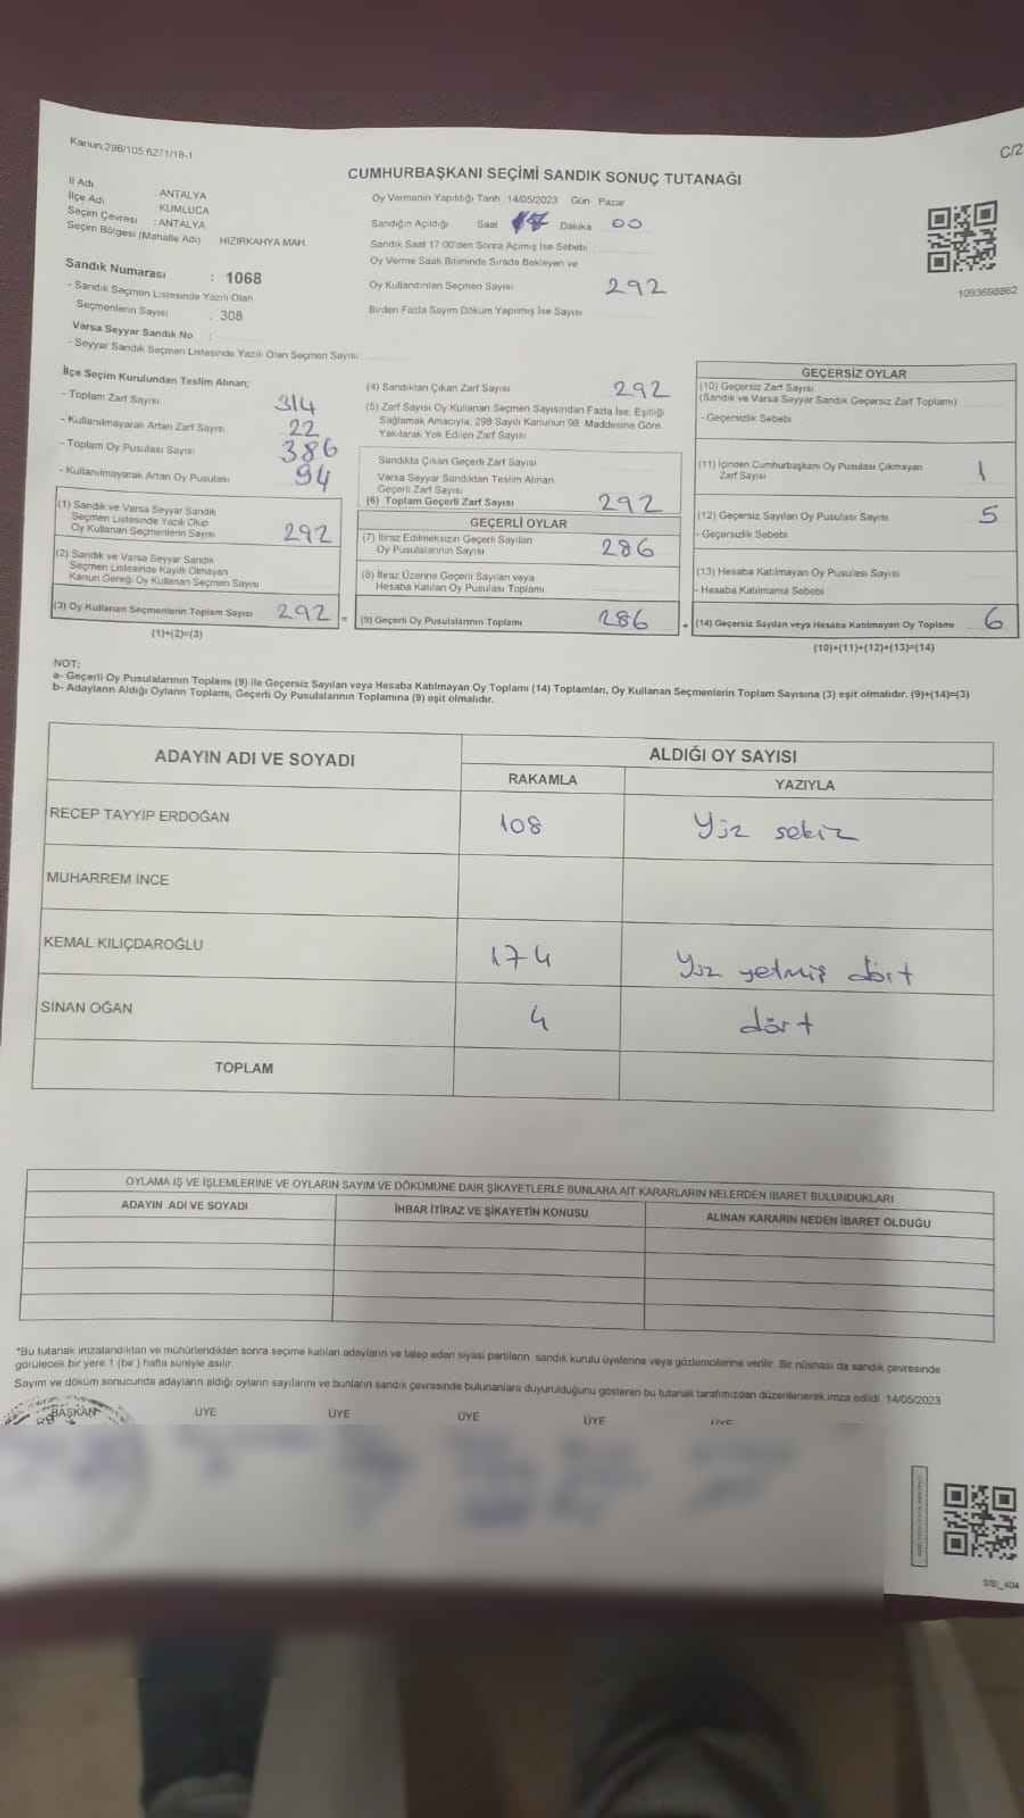 Kanun:298/105 6271/18-1
C/2
CUMHURBAŞKANI SEÇİMİ SANDIK SONUÇ TUTANAĞI
İl Adı : ANTALYA
İlçe Adı : KUMLUCA
Seçim Çevresi : ANTALYA
Seçim Bölgesi (Mahalle Adı) HIZIRKAHYA MAH.
Oy Vermenin Yapıldığı Tarih 14/05/2023 Gün Pazar
Sandığın Açıldığı Saat 17 Dakika 00
Sandık Saat 17:00'den Sonra Açılmış İse Sebebi
Oy Verme Saati Bitiminde Sırada Bekleyen ve
Oy Kullandırılan Seçmen Sayısı 292
Birden Fazla Sayım Döküm Yapılmış İse Sayısı
1093698862
Sandık Numarası : 1068
- Sandık Seçmen Listesinde Yazılı Olan
Seçmenlerin Sayısı : 308
Varsa Seyyar Sandık No :
- Seyyar Sandık Seçmen Listesinde Yazılı Olan Seçmen Sayısı
İlçe Seçim Kurulundan Teslim Alınan;
- Toplam Zarf Sayısı 314
- Kullanılmayarak Artan Zarf Sayısı 22
- Toplam Oy Pusulası Sayısı 386
- Kullanılmayarak Artan Oy Pusulası 94
(1) Sandık ve Varsa Seyyar Sandık
Seçmen Listesinde Yazılı Olup
Oy Kullanan Seçmenlerin Sayısı 292
(2) Sandık ve Varsa Seyyar Sandık
Seçmen Listesinde Kayıtlı Olmayan
Kanun Gereği Oy Kullanan Seçmen Sayısı
(3) Oy Kullanan Seçmenlerin Toplam Sayısı 292 =
(1)+(2)=(3)
(4) Sandıktan Çıkan Zarf Sayısı 292
(5) Zarf Sayısı Oy Kullanan Seçmen Sayısından Fazla İse; Eşitliği
Sağlamak Amacıyla, 298 Sayılı Kanunun 98. Maddesine Göre
Yakılarak Yok Edilen Zarf Sayısı
Sandıkta Çıkan Geçerli Zarf Sayısı
Varsa Seyyar Sandıktan Teslim Alınan
Geçerli Zarf Sayısı
(6) Toplam Geçerli Zarf Sayısı 292
GEÇERLİ OYLAR
(7) İtiraz Edilmeksizin Geçerli Sayılan
Oy Pusulalarının Sayısı 286
(8) İtiraz Üzerine Geçerli Sayılan veya
Hesaba Katılan Oy Pusulası Toplamı
(9) Geçerli Oy Pusulalarının Toplamı 286 +
GEÇERSİZ OYLAR
(10) Geçersiz Zarf Sayısı
(Sandık ve Varsa Seyyar Sandık Geçersiz Zarf Toplamı)
- Geçersizlik Sebebi
(11) İçinden Cumhurbaşkanı Oy Pusulası Çıkmayan
Zarf Sayısı 1
(12) Geçersiz Sayılan Oy Pusulası Sayısı 5
- Geçersizlik Sebebi
(13) Hesaba Katılmayan Oy Pusulası Sayısı
- Hesaba Katılmama Sebebi
(14) Geçersiz Sayılan veya Hesaba Katılmayan Oy Toplamı 6
(10)+(11)+(12)+(13)=(14)
NOT:
a- Geçerli Oy Pusulalarının Toplamı (9) ile Geçersiz Sayılan veya Hesaba Katılmayan Oy Toplamı (14) Toplamları, Oy Kullanan Seçmenlerin Toplam Sayısına (3) eşit olmalıdır. (9)+(14)=(3)
b- Adayların Aldığı Oyların Toplamı, Geçerli Oy Pusulalarının Toplamına (9) eşit olmalıdır.
ADAYIN ADI VE SOYADI
ALDIĞI OY SAYISI
RAKAMLA YAZIYLA
RECEP TAYYİP ERDOĞAN 108 Yüz sekiz
MUHARREM İNCE
KEMAL KILIÇDAROĞLU 174 Yüz yetmiş dört
SİNAN OĞAN 4 dört
TOPLAM
OYLAMA İŞ VE İŞLEMLERİNE VE OYLARIN SAYIM VE DÖKÜMÜNE DAİR ŞİKAYETLERLE BUNLARA AİT KARARLARIN NELERDEN İBARET BULUNDUKLARI
ADAYIN ADI VE SOYADI İHBAR İTİRAZ VE ŞİKAYETİN KONUSU ALINAN KARARIN NEDEN İBARET OLDUĞU
*Bu tutanak imzalandıktan ve mühürlendikten sonra seçime katılan adayların ve talep eden siyasi partilerin sandık kurulu üyelerine veya gözlemcilerine verilir. Bir nüshası da sandık çevresinde
görülecek bir yere 1 (bir) hafta süreyle asılır.
Sayım ve döküm sonucunda adayların aldığı oyların sayılarını ve bunların sandık çevresinde bulunanlara duyurulduğunu gösteren bu tutanak tarafımızdan düzenlenerek imza edildi. 14/05/2023
BAŞKAN ÜYE ÜYE ÜYE ÜYE ÜYE